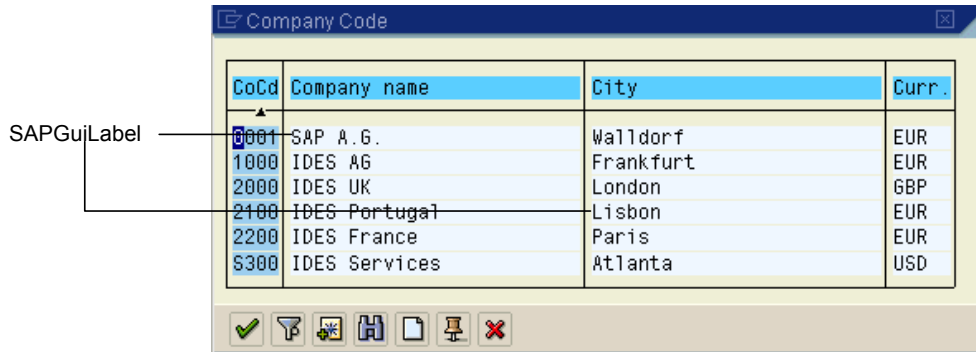 Company Code
CoCd Company name City Curr.
SAPGuiLabel
0001 SAP A.G. Walldorf EUR
1000 IDES AG Frankfurt EUR
2000 IDES UK London GBP
2100 IDES Portugal Lisbon EUR
2200 IDES France Paris EUR
S300 IDES Services Atlanta USD